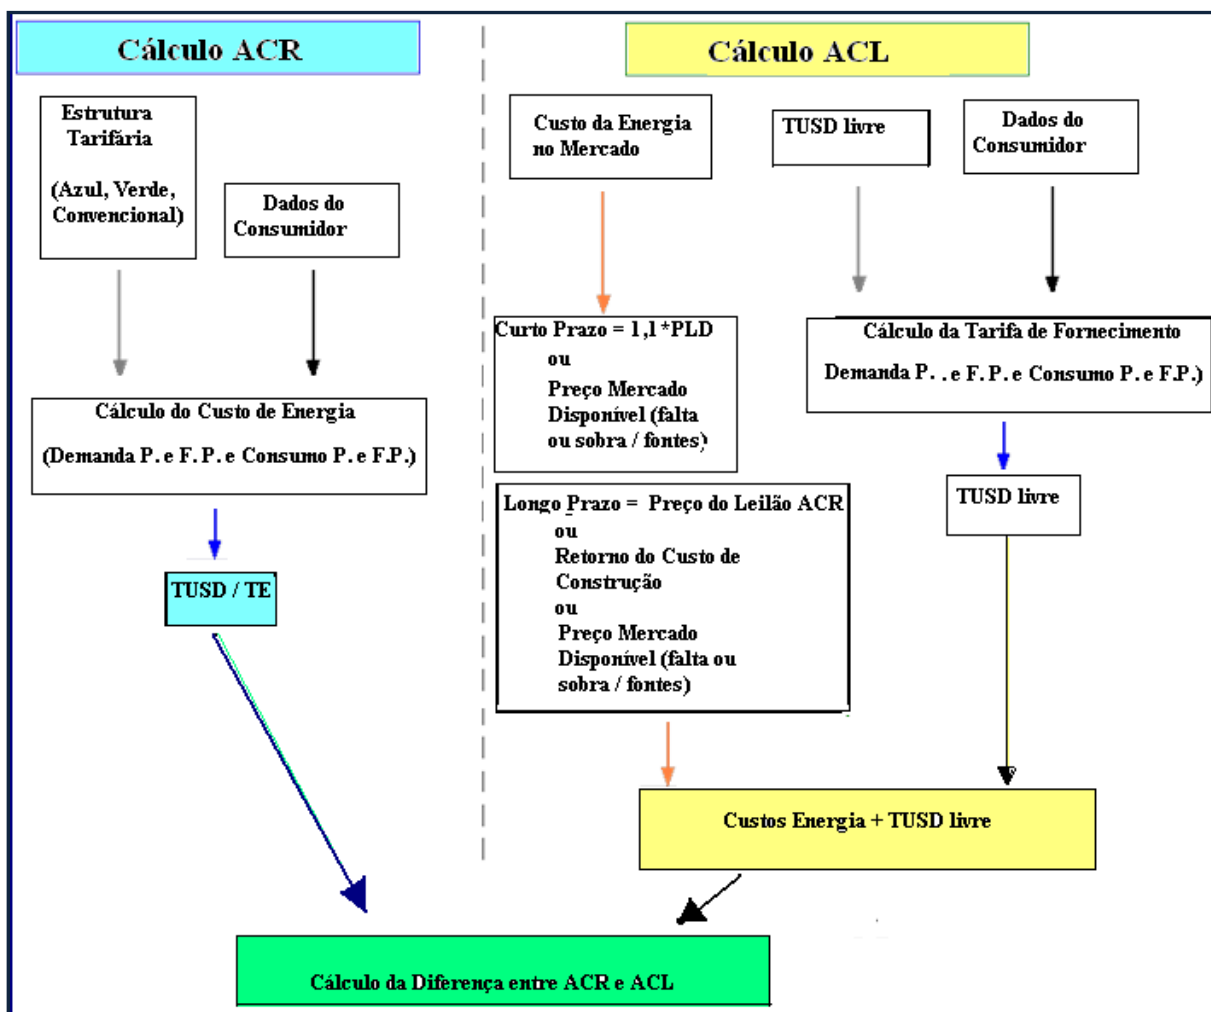 Cálculo ACR
Estrutura
Tarifária
(Azul, Verde,
Convencional)
Dados do
Consumidor
Cálculo do Custo de Energia
(Demanda P. e F. P. e Consumo P. e F.P.)
TUSD / TE
Cálculo ACL
Custo da Energia
no Mercado
TUSD livre
Dados do
Consumidor
Curto Prazo = 1,1*PLD
ou
Preço Mercado
Disponível (falta
ou sobra / fontes)
Longo Prazo = Preço do Leilão ACR
ou
Retorno do Custo de
Construção
ou
Preço Mercado
Disponível (falta ou
sobra / fontes)
Cálculo da Tarifa de Fornecimento
Demanda P. . e F. P. e Consumo P. e F.P.)
TUSD livre
Custos Energia + TUSD livre
Cálculo da Diferença entre ACR e ACL